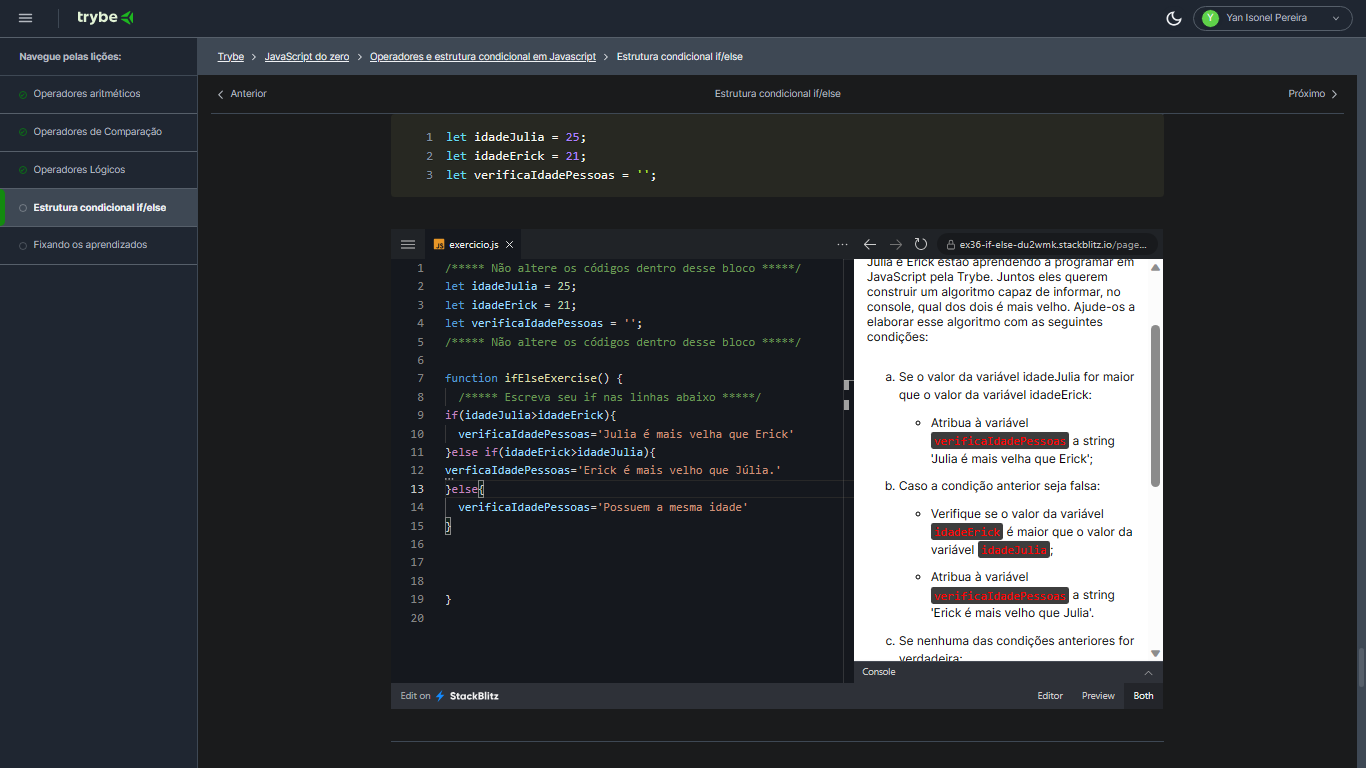 trybe
Y Yan Isonel Pereira
Navegue pelas lições:
Operadores aritméticos
Operadores de Comparação
Operadores Lógicos
Estrutura condicional if/else
Fixando os aprendizados
Trybe > JavaScript do zero > Operadores e estrutura condicional em Javascript > Estrutura condicional if/else
Anterior
Estrutura condicional if/else
Próximo
1 let idadeJulia = 25;
2 let idadeErick = 21;
3 let verificaIdadePessoas = '';
JS exercicio.js
ex36-if-else-du2wmk.stackblitz.io/page...
1 /***** Não altere os códigos dentro desse bloco *****/
2 let idadeJulia = 25;
3 let idadeErick = 21;
4 let verificaIdadePessoas = '';
5 /***** Não altere os códigos dentro desse bloco *****/
6
7 function ifElseExercise() {
8 /***** Escreva seu if nas linhas abaixo *****/
9 if(idadeJulia>idadeErick){
10 verificaIdadePessoas='Julia é mais velha que Erick'
11 }else if(idadeErick>idadeJulia){
12 verficaIdadePessoas='Erick é mais velho que Júlia.'
13 }else{
14 verificaIdadePessoas='Possuem a mesma idade'
15 }
16
17
18
19 }
20
Julia e Erick estão aprendendo a programar em
JavaScript pela Trybe. Juntos eles querem
construir um algoritmo capaz de informar, no
console, qual dos dois é mais velho. Ajude-os a
elaborar esse algoritmo com as seguintes
condições:
a. Se o valor da variável idadeJulia for maior
que o valor da variável idadeErick:
Atribua à variável
verificaIdadePessoas a string
'Julia é mais velha que Erick';
b. Caso a condição anterior seja falsa:
Verifique se o valor da variável
idadeErick é maior que o valor da
variável idadeJulia;
Atribua à variável
verificaIdadePessoas a string
'Erick é mais velho que Julia'.
c. Se nenhuma das condições anteriores for
verdadeira:
Console
Edit on StackBlitz
Editor Preview Both